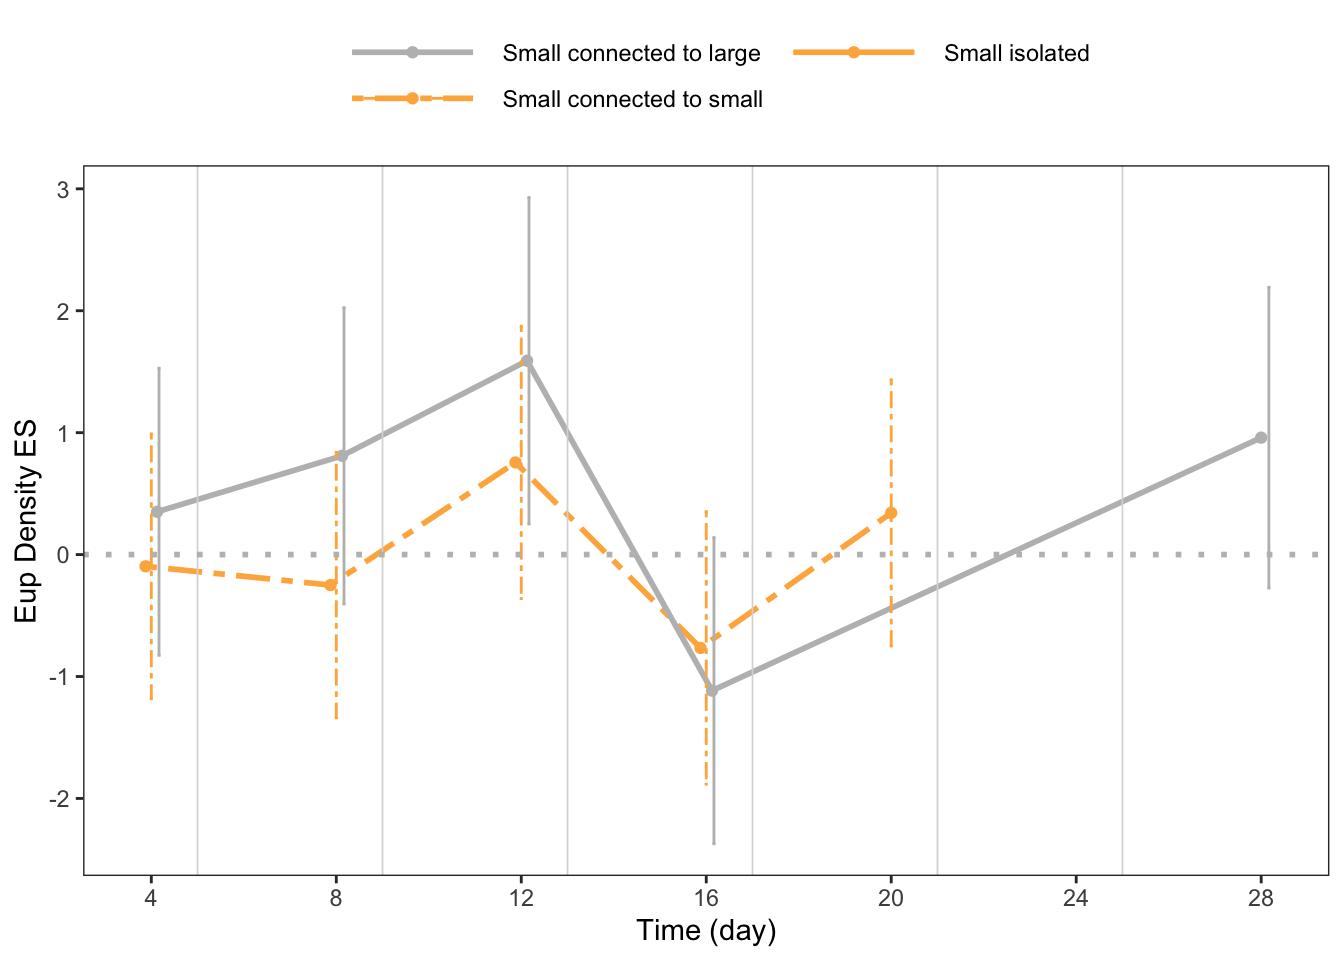 Small connected to large
Small isolated
Small connected to small
3
2
1
0
-1
-2
Eup Density ES
4 8 12 16 20 24 28
Time (day)